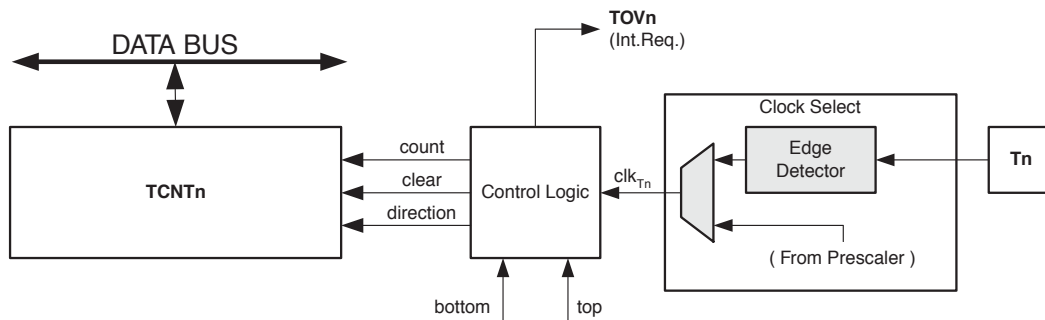 TOVn
(Int.Req.)
DATA BUS
Clock Select
count
Edge
Detector
Tn
TCNTn
clear
Control Logic
clkTn
direction
( From Prescaler )
bottom
top